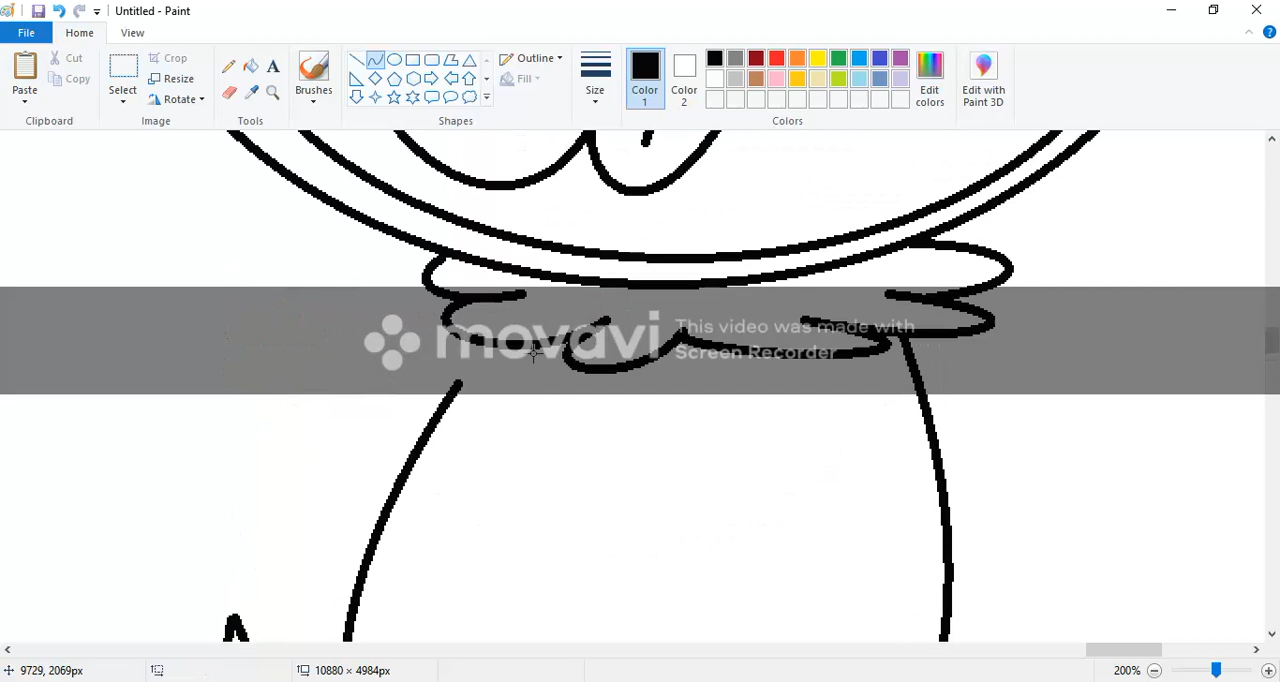 Untitled - Paint
File Home View
Paste
Cut
Copy
Clipboard
Select
Crop
Resize
Rotate
Image
A
Tools
Brushes
Outline
Fill
Shapes
Size
Color 1
Color 2
Edit colors
Colors
Edit with Paint 3D
movavi
This video was made with
Screen Recorder
9729, 2069px
10880 × 4984px
200%